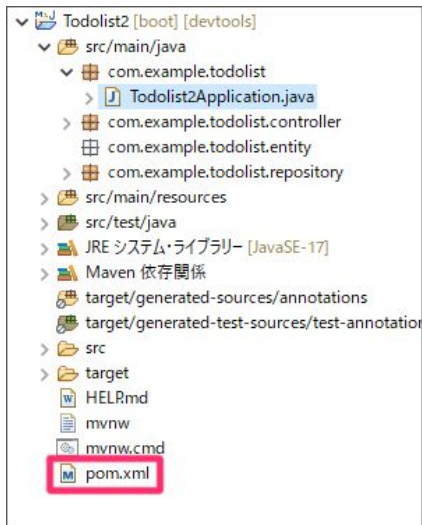 Todolist2 [boot] [devtools]
src/main/java
com.example.todolist
Todolist2Application.java
com.example.todolist.controller
com.example.todolist.entity
com.example.todolist.repository
src/main/resources
src/test/java
JRE システム・ライブラリー [JavaSE-17]
Maven 依存関係
target/generated-sources/annotations
target/generated-test-sources/test-annotation
src
target
HELP.md
mvnw
mvnw.cmd
pom.xml